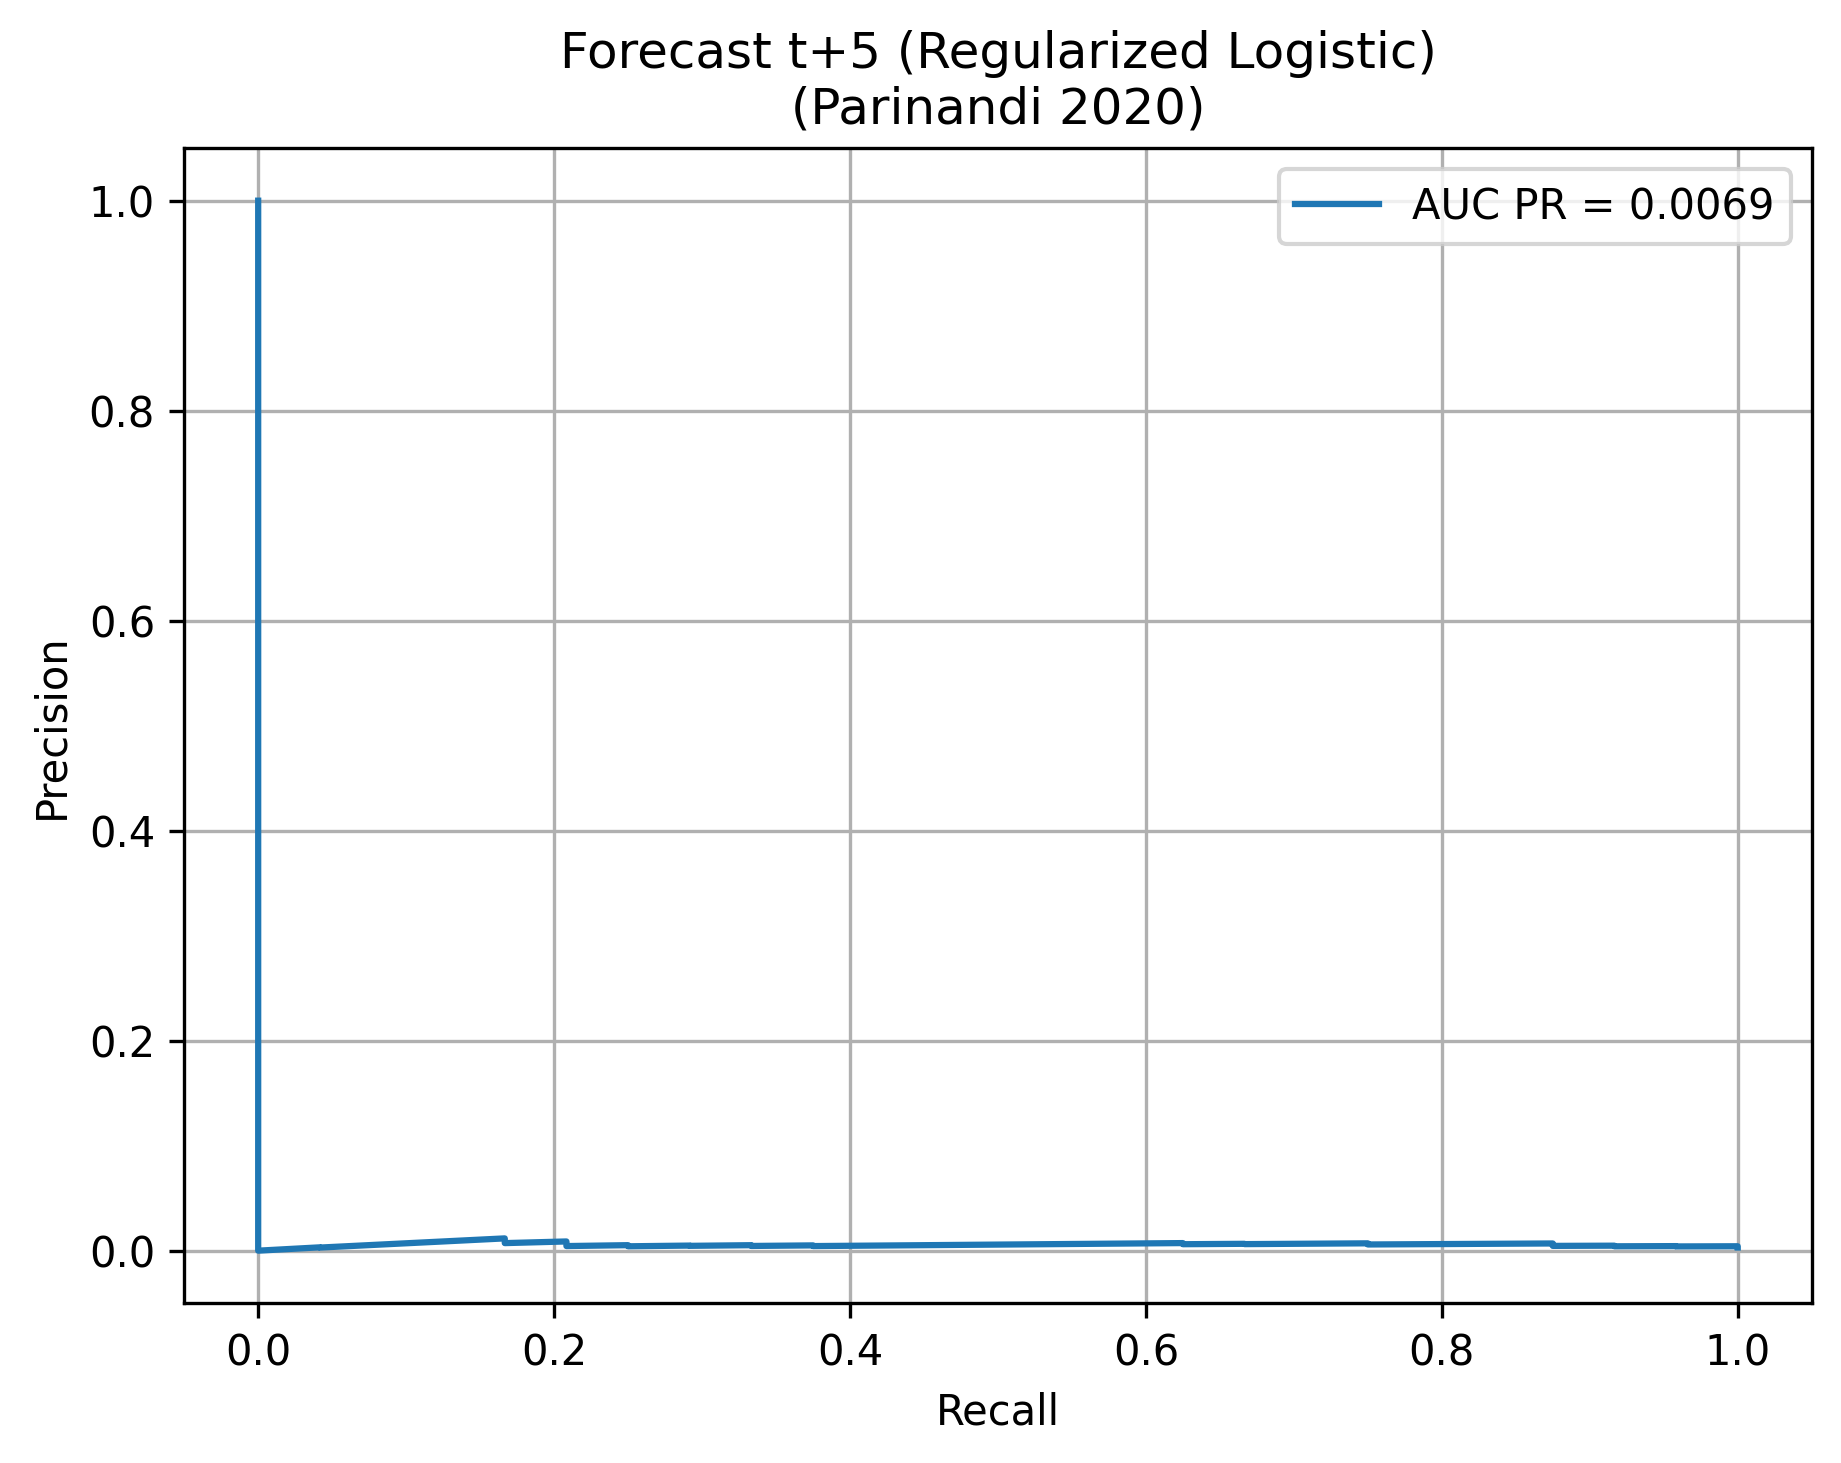 Forecast t+5 (Regularized Logistic)
(Parinandi 2020)
AUC PR = 0.0069
1.0
0.8
0.6
0.4
0.2
0.0
Precision
0.0 0.2 0.4 0.6 0.8 1.0
Recall